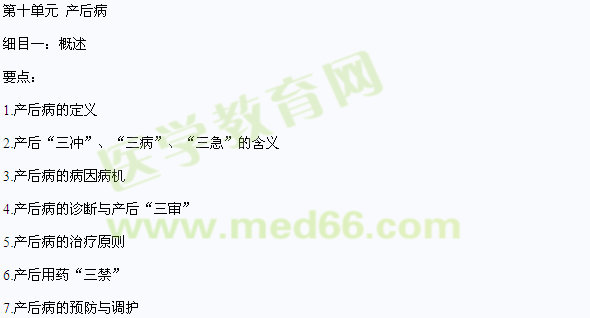 第十单元 产后病
细目一：概述
要点：
1.产后病的定义
2.产后“三冲”、“三病”、“三急”的含义
3.产后病的病因病机
4.产后病的诊断与产后“三审”
5.产后病的治疗原则
6.产后用药“三禁”
7.产后病的预防与调护
医学教育网
www.med66.com